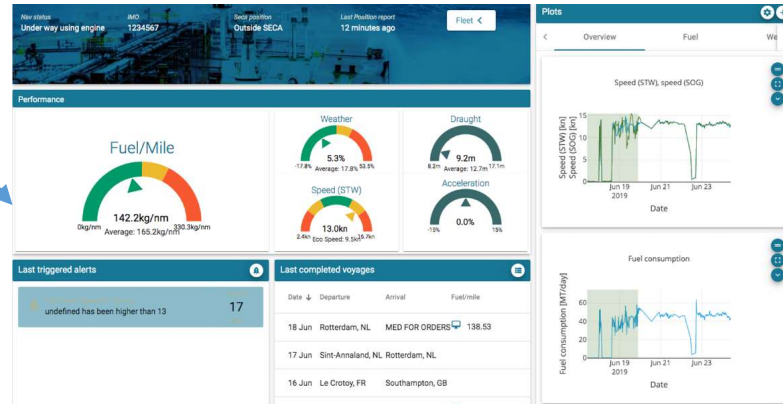 Nav status IMO Seca position Last Position report
Under way using engine 1234567 Outside SECA 12 minutes ago
Fleet
Performance
Fuel/Mile
142.2kg/nm
0kg/nm Average: 165.2kg/nm 330.3kg/nm
Weather
5.3%
-17.8% Average: 17.8% 53.5%
Draught
9.2m
8.2m Average: 12.7m 17.1m
Speed (STW)
13.0kn
2.4kn Eco Speed: 9.5kn 16.7kn
Acceleration
0.0%
-15% 15%
Last triggered alerts
undefined has been higher than 13 17
Last completed voyages
Date Departure Arrival Fuel/mile
18 Jun Rotterdam, NL MED FOR ORDERS 138.53
17 Jun Sint-Annaland, NL Rotterdam, NL
16 Jun Le Crotoy, FR Southampton, GB
Plots
Overview Fuel We
Speed (STW), speed (SOG)
Speed (STW) [kn]
Speed (SOG) [kn]
15
10
5
0
Jun 19 Jun 21 Jun 23
2019
Date
Fuel consumption
Fuel consumption [MT/day]
60
40
20
0
Jun 19 Jun 21 Jun 23
2019
Date